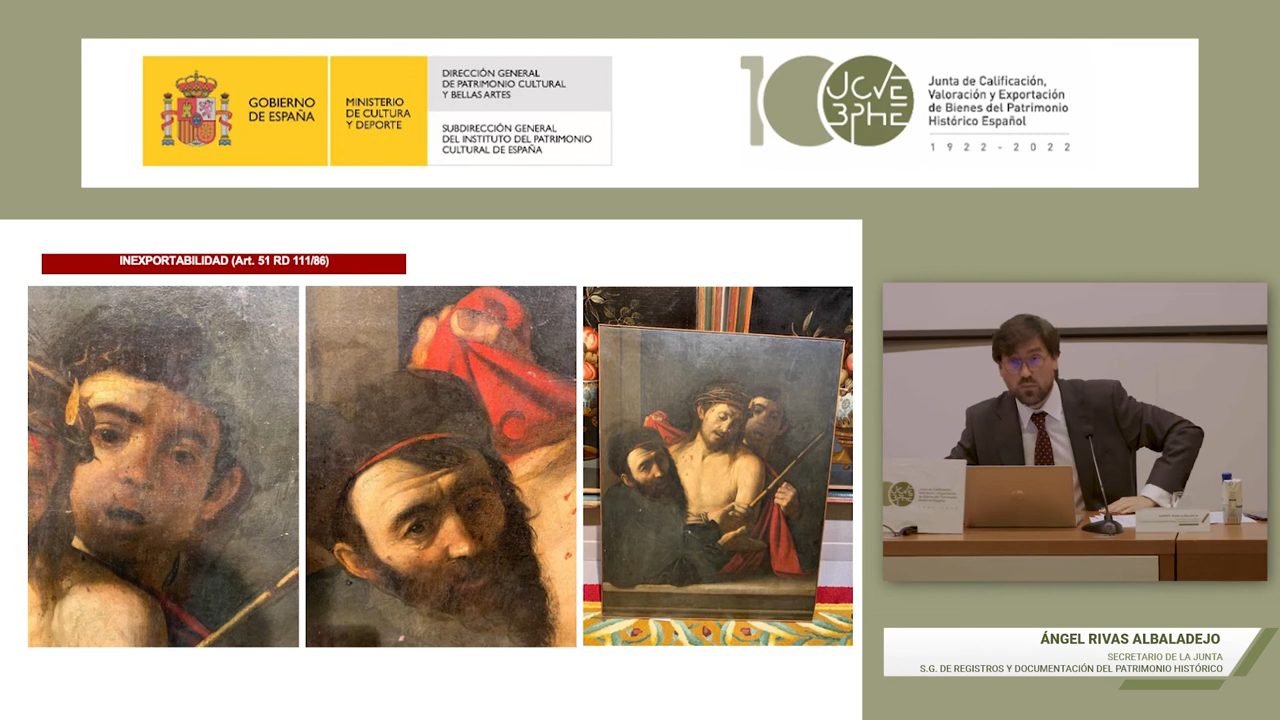 GOBIERNO
DE ESPAÑA
MINISTERIO
DE CULTURA
Y DEPORTE
DIRECCIÓN GENERAL
DE PATRIMONIO CULTURAL
Y BELLAS ARTES
SUBDIRECCIÓN GENERAL
DEL INSTITUTO DEL PATRIMONIO
CULTURAL DE ESPAÑA
100
JCVE
BPHE
Junta de Calificación,
Valoración y Exportación
de Bienes del Patrimonio
Histórico Español
1922-2022
INEXPORTABILIDAD (Art. 51 RD 111/86)
ÁNGEL RIVAS ALBALADEJO
SECRETARIO DE LA JUNTA
S.G. DE REGISTROS Y DOCUMENTACIÓN DEL PATRIMONIO HISTÓRICO